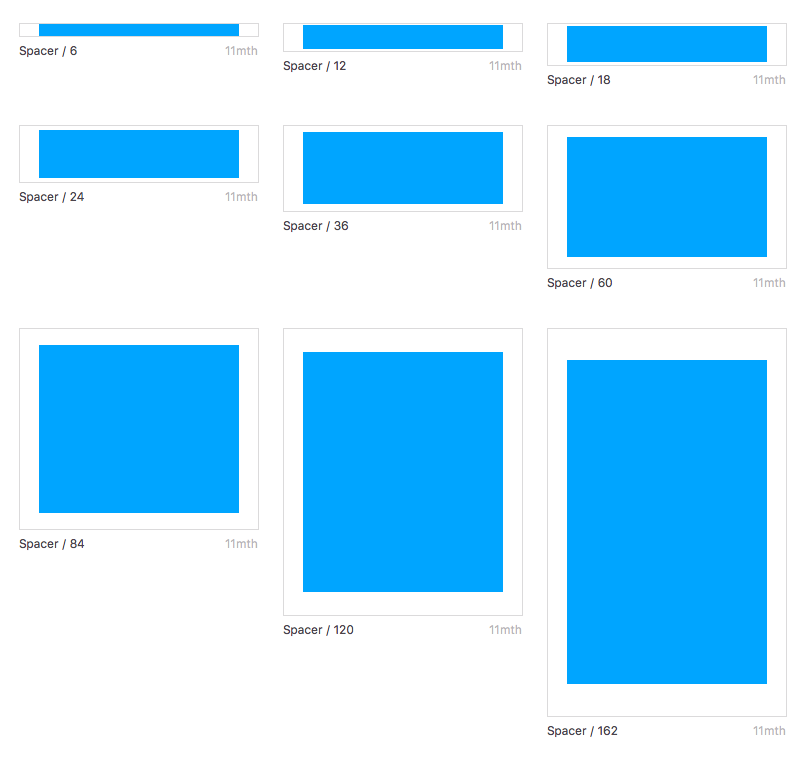 Spacer / 6 11mth
Spacer / 12 11mth
Spacer / 18 11mth
Spacer / 24 11mth
Spacer / 36 11mth
Spacer / 60 11mth
Spacer / 84 11mth
Spacer / 120 11mth
Spacer / 162 11mth